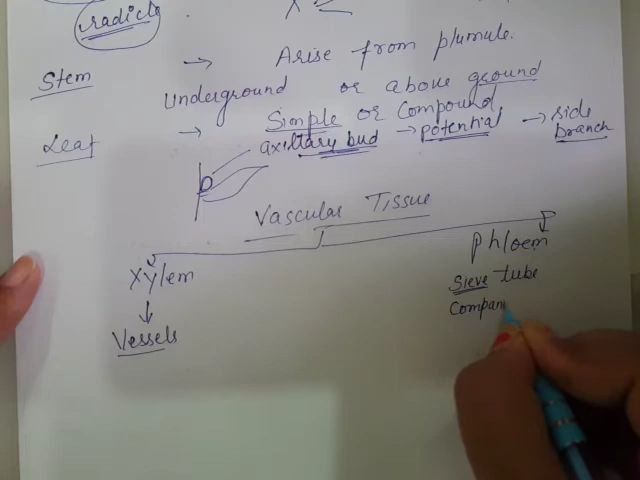 radicle
Stem → Arise from plumule.
Underground or above ground
Leaf → Simple or Compound
axillary bud → potential → side branch
Vascular Tissue
Xylem
Phloem
Sieve tube
Compan
Vessels